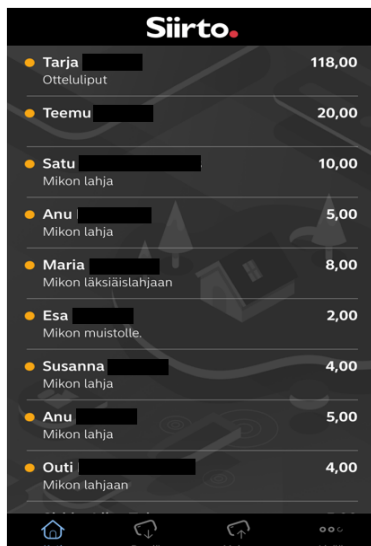 Siirto.
Tarja 118,00
Otteluliput
Teemu 20,00
Satu 10,00
Mikon lahja
Anu 5,00
Mikon lahja
Maria 8,00
Mikon läksiäislahjaan
Esa 2,00
Mikon muistolle.
Susanna 4,00
Mikon lahja
Anu 5,00
Mikon lahja
Outi 4,00
Mikon lahjaan